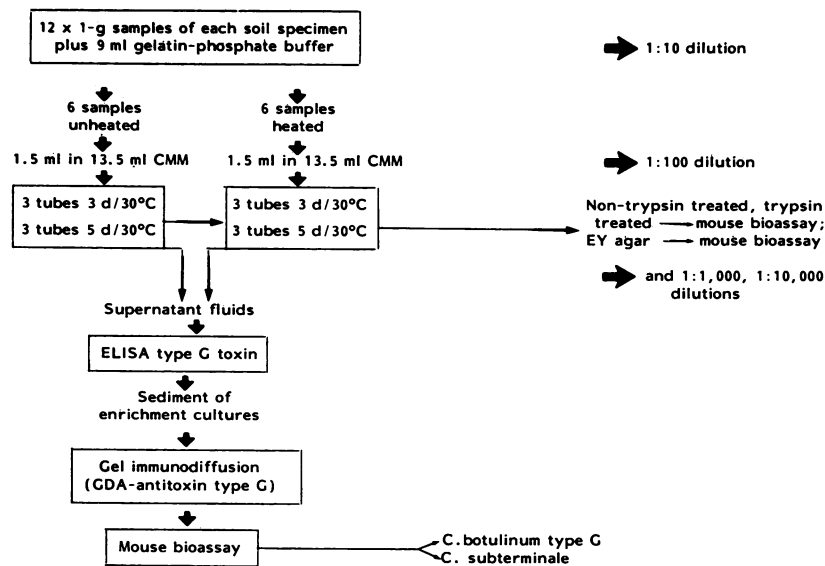 12 x 1-g samples of each soil specimen
plus 9 ml gelatin-phosphate buffer
1:10 dilution
6 samples
unheated
6 samples
heated
1.5 ml in 13.5 ml CMM
1.5 ml in 13.5 ml CMM
1:100 dilution
3 tubes 3 d/30°C
3 tubes 5 d/30°C
3 tubes 3 d/30°C
3 tubes 5 d/30°C
Non-trypsin treated, trypsin
treated mouse bioassay;
EY agar mouse bioassay
and 1:1,000, 1:10,000
dilutions
Supernatant fluids
ELISA type G toxin
Sediment of
enrichment cultures
Gel immunodiffusion
(GDA-antitoxin type G)
Mouse bioassay
C.botulinum type G
C. subterminale